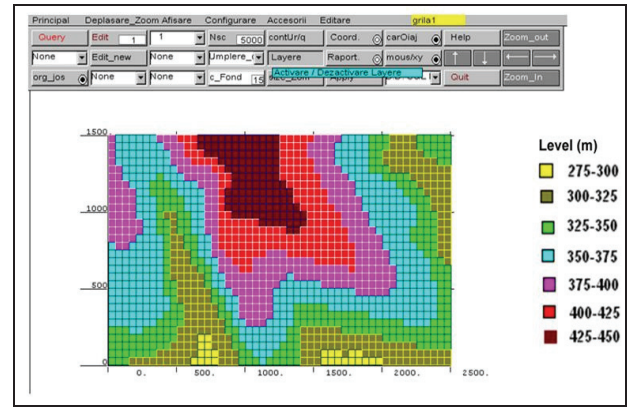 Principal Deplasare_Zoom Afisare Configurare Accesorii Editare grila1
Query Edit 1 1 Nsc 5000 contUr/q Coord. carOiaj Help Zoom_out
None Edit_new None Umplere_ Layere Raport. mous/xy
org_jos None None c_Fond 15 Apply Quit Zoom_In
Activare / Dezactivare Layere
1500
1000
500
0
0. 500. 1000. 1500. 2000. 2500.
Level (m)
275-300
300-325
325-350
350-375
375-400
400-425
425-450